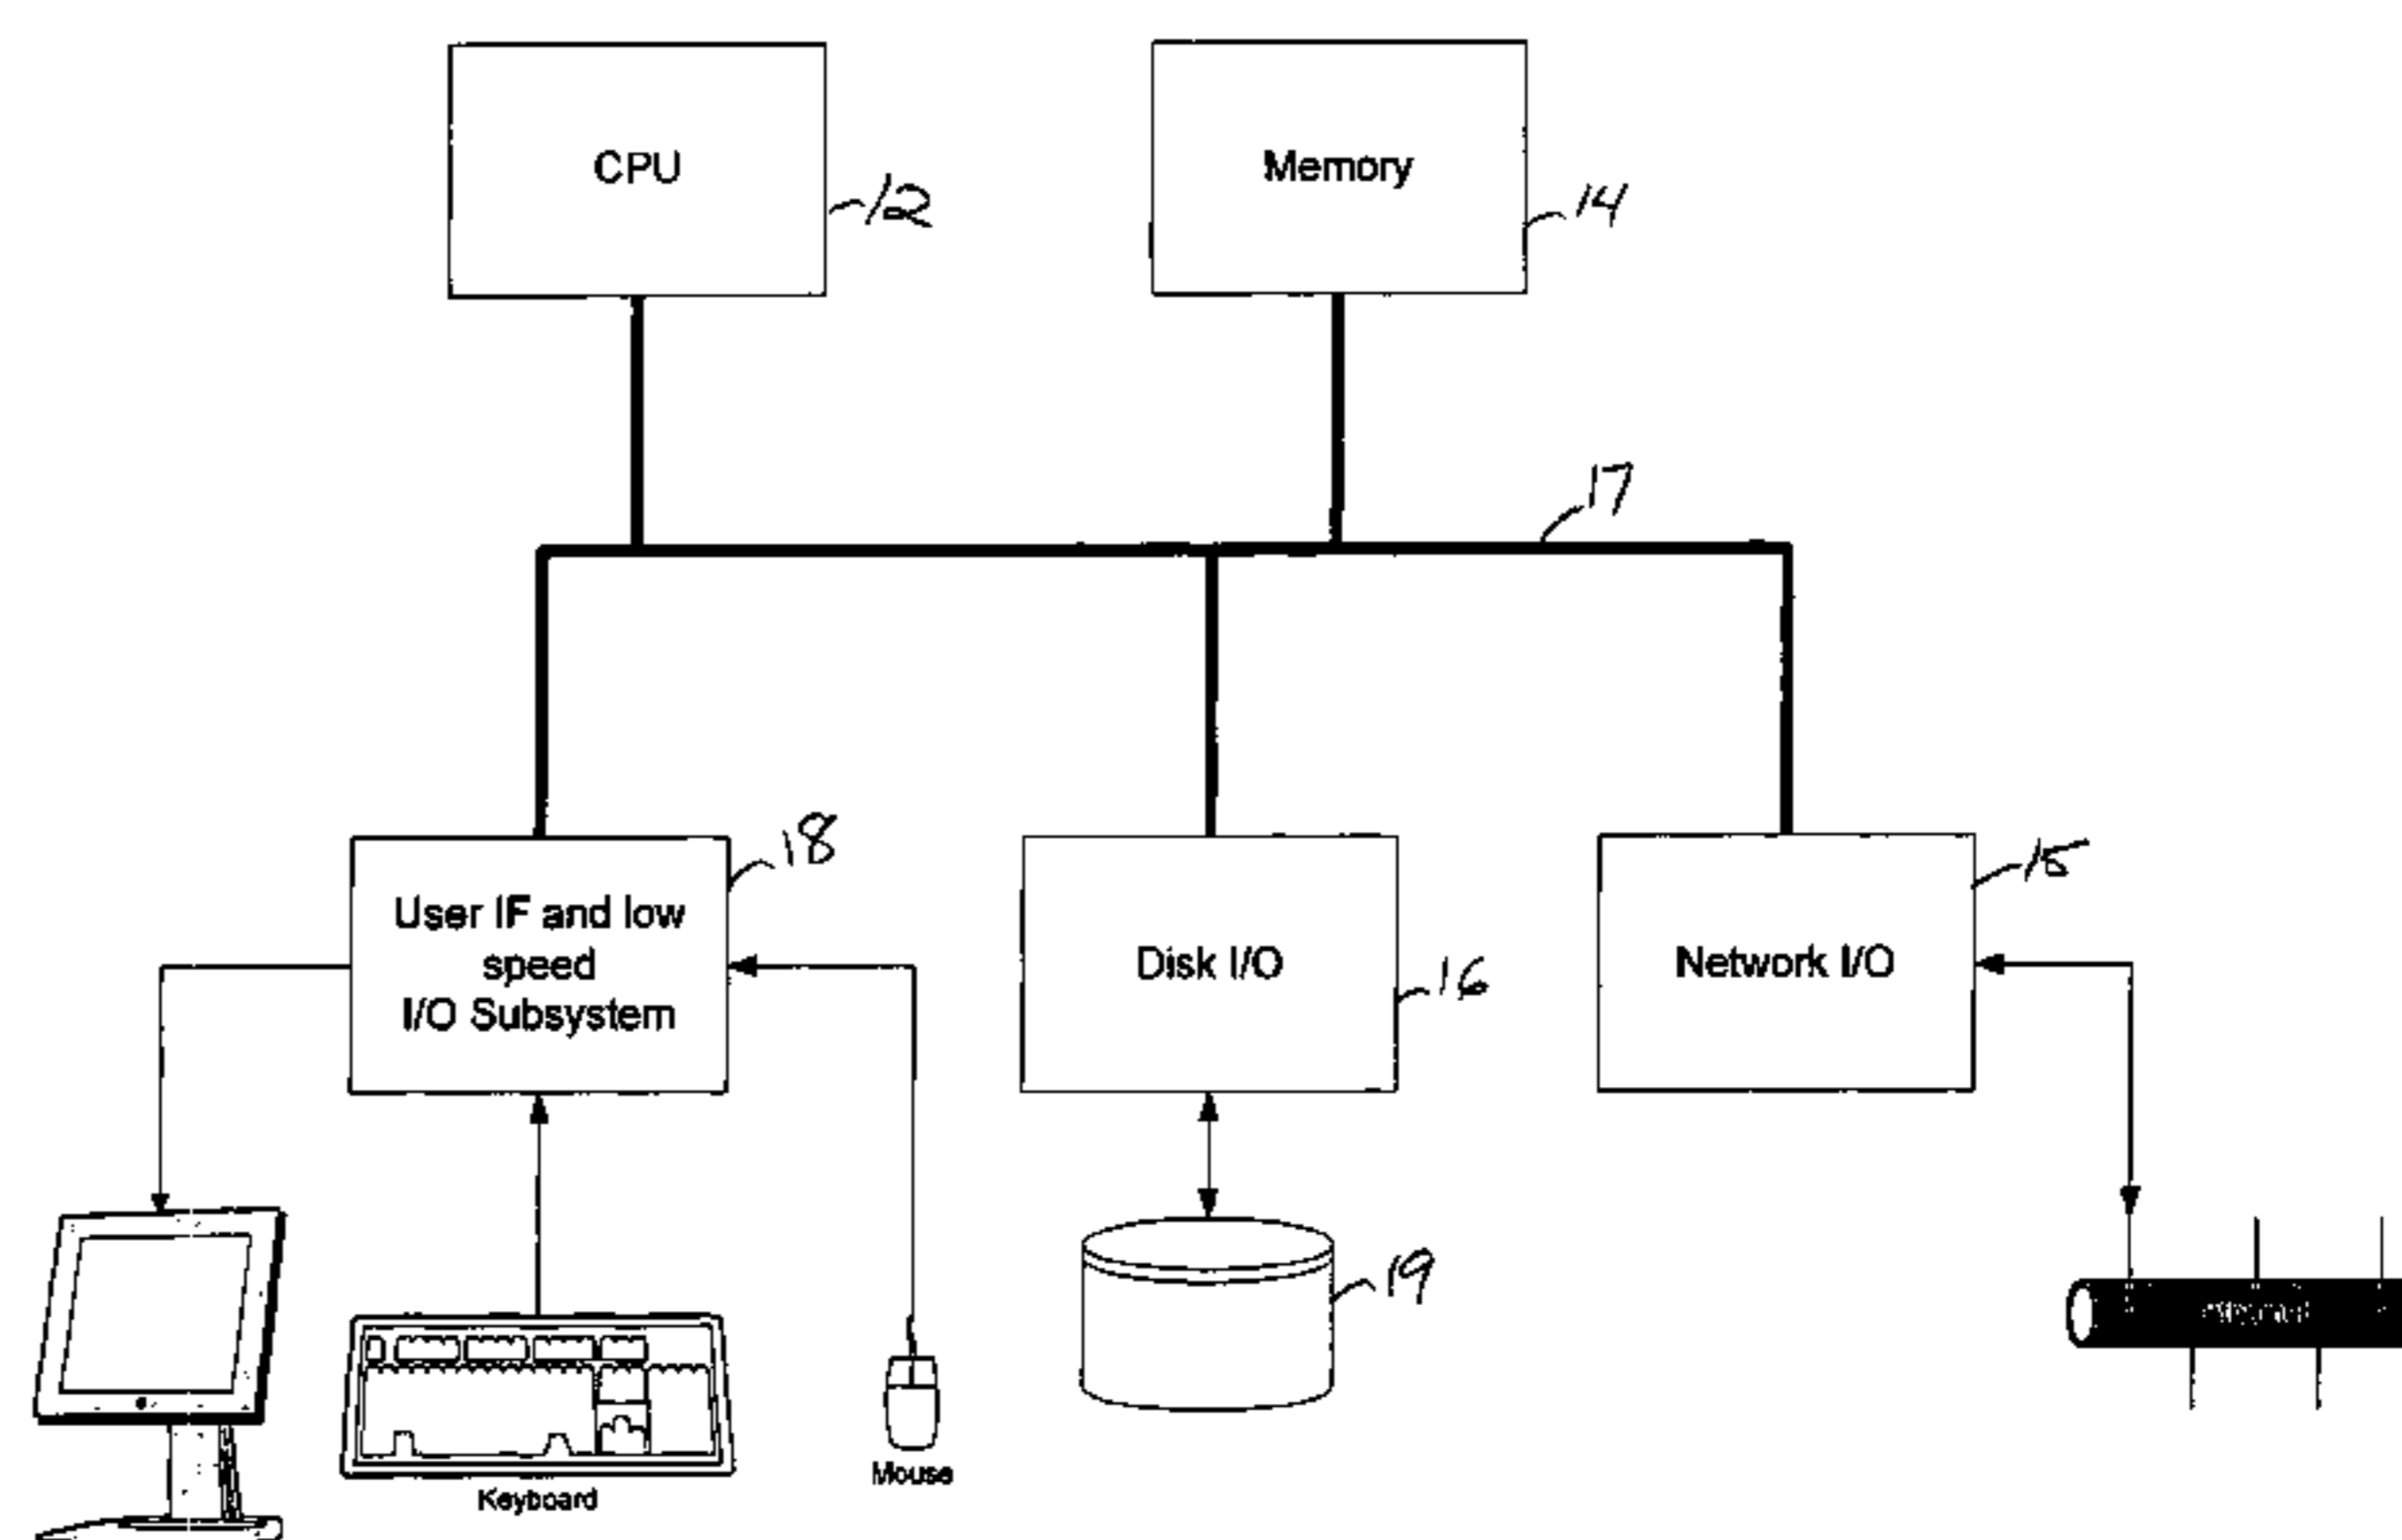 CPU
12
Memory
14
17
User IF and low
speed
I/O Subsystem
18
Disk I/O
16
Network I/O
15
19
Keyboard
Mouse